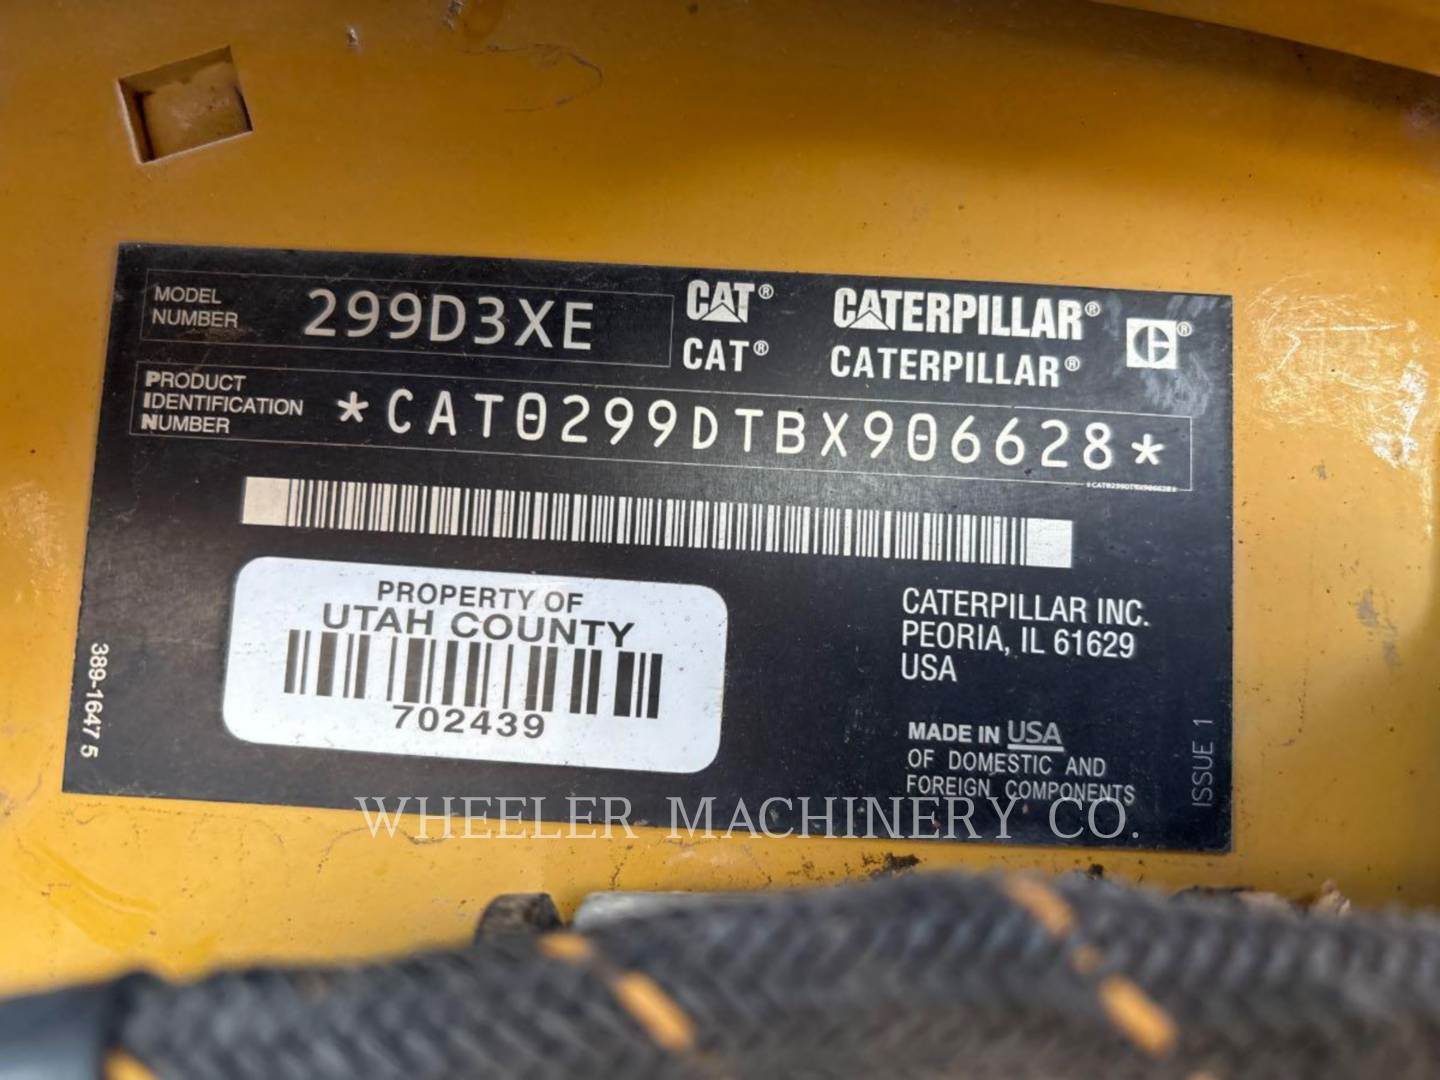 MODEL NUMBER 299D3XE
CAT® CATERPILLAR® ®
CAT® CATERPILLAR®
PRODUCT IDENTIFICATION NUMBER *CAT0299DTBX906628*
*CAT0299DTBX906628*
PROPERTY OF
UTAH COUNTY
702439
CATERPILLAR INC.
PEORIA, IL 61629
USA
MADE IN USA
OF DOMESTIC AND
FOREIGN COMPONENTS
389-1647 5
ISSUE 1
WHEELER MACHINERY CO.